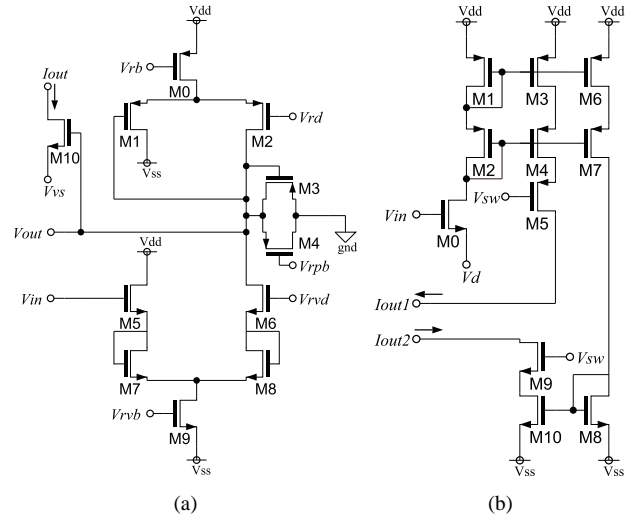 Vdd
Vrb
M0
Iout
M1
M2
Vrd
M10
Vss
M3
Vvs
M4
Vout
gnd
Vdd
Vrpb
Vin
M5
M6
Vrvd
M7
M8
Vrvb
M9
Vss
(a)
Vdd
Vdd
Vdd
M1
M3
M6
M2
M4
M7
Vsw
Vin
M5
M0
Vd
Iout1
Iout2
Vsw
M9
M10
M8
Vss
Vss
(b)